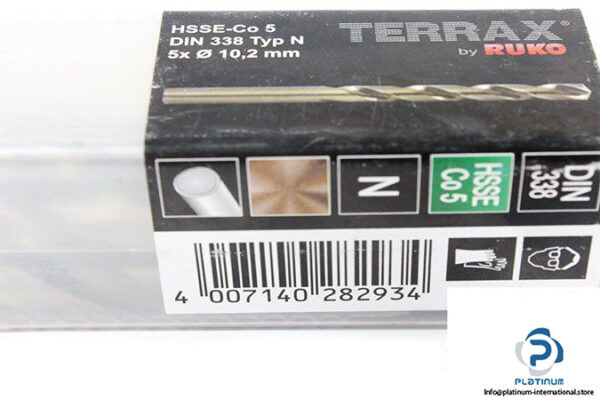 HSSE-Co 5
DIN 338 Typ N
5x Ø 10,2 mm
TERRAX®
by RUKO
N
HSSE
Co 5
DIN
338
4 007140 282934
PLATINUM
info@platinum-international.store